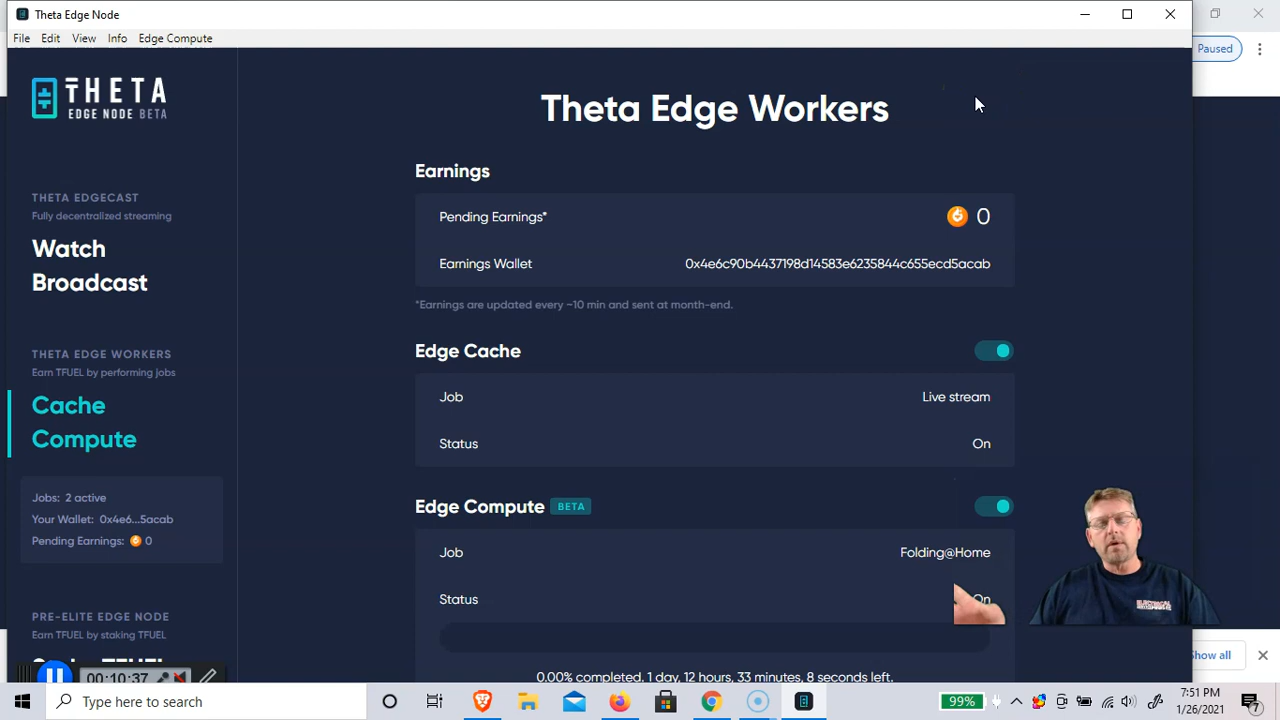 Theta Edge Node
File Edit View Info Edge Compute
Paused
THETA
EDGE NODE BETA
THETA EDGECAST
Fully decentralized streaming
Watch
Broadcast
THETA EDGE WORKERS
Earn TFUEL by performing jobs
Cache
Compute
Jobs: 2 active
Your Wallet: 0x4e6...5acab
Pending Earnings: 0
PRE-ELITE EDGE NODE
Earn TFUEL by staking TFUEL
Theta Edge Workers
Earnings
Pending Earnings* 0
Earnings Wallet 0x4e6c90b4437198d14583e6235844c655ecd5acab
*Earnings are updated every ~10 min and sent at month-end.
Edge Cache
Job Live stream
Status On
Edge Compute BETA
Job Folding@Home
Status On
0.00% completed. 1 day, 12 hours, 33 minutes, 8 seconds left.
Show all
00:10:37
Type here to search
99%
7:51 PM
1/26/2021
7